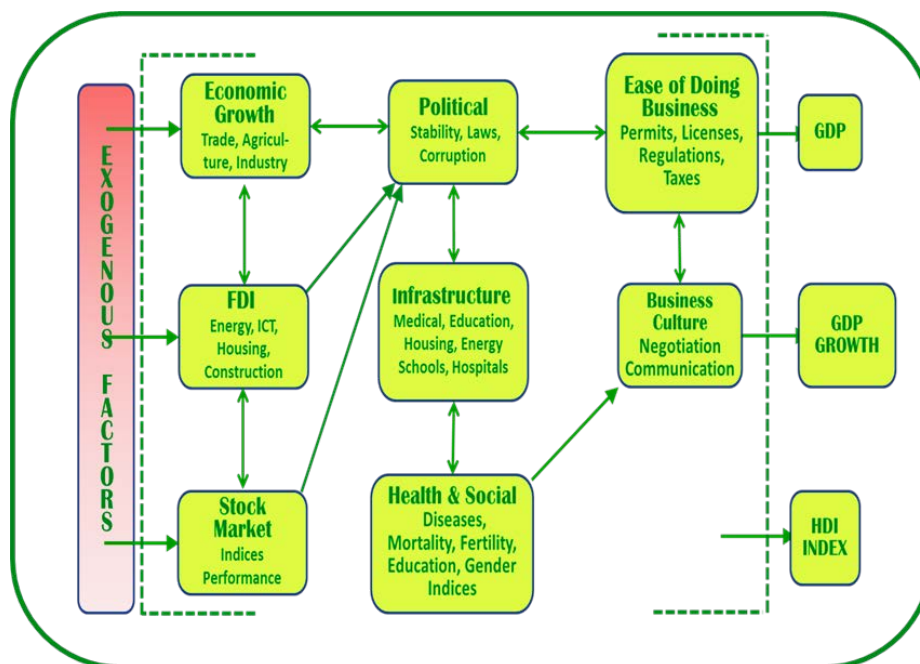 EXOGENOUS FACTORS
Economic
Growth
Trade, Agricul-
ture, Industry
Political
Stability, Laws,
Corruption
Ease of Doing
Business
Permits, Licenses,
Regulations,
Taxes
GDP
FDI
Energy, ICT,
Housing,
Construction
Infrastructure
Medical, Education,
Housing, Energy
Schools, Hospitals
Business
Culture
Negotiation
Communication
GDP
GROWTH
Stock
Market
Indices
Performance
Health & Social
Diseases,
Mortality, Fertility,
Education, Gender
Indices
HDI
INDEX